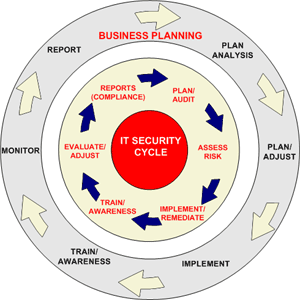 BUSINESS PLANNING
PLAN
ANALYSIS
PLAN/
ADJUST
IMPLEMENT
TRAIN/
AWARENESS
MONITOR
REPORT
REPORTS
(COMPLIANCE)
PLAN/
AUDIT
ASSESS
RISK
IMPLEMENT/
REMEDIATE
TRAIN/
AWARENESS
EVALUATE/
ADJUST
IT SECURITY
CYCLE